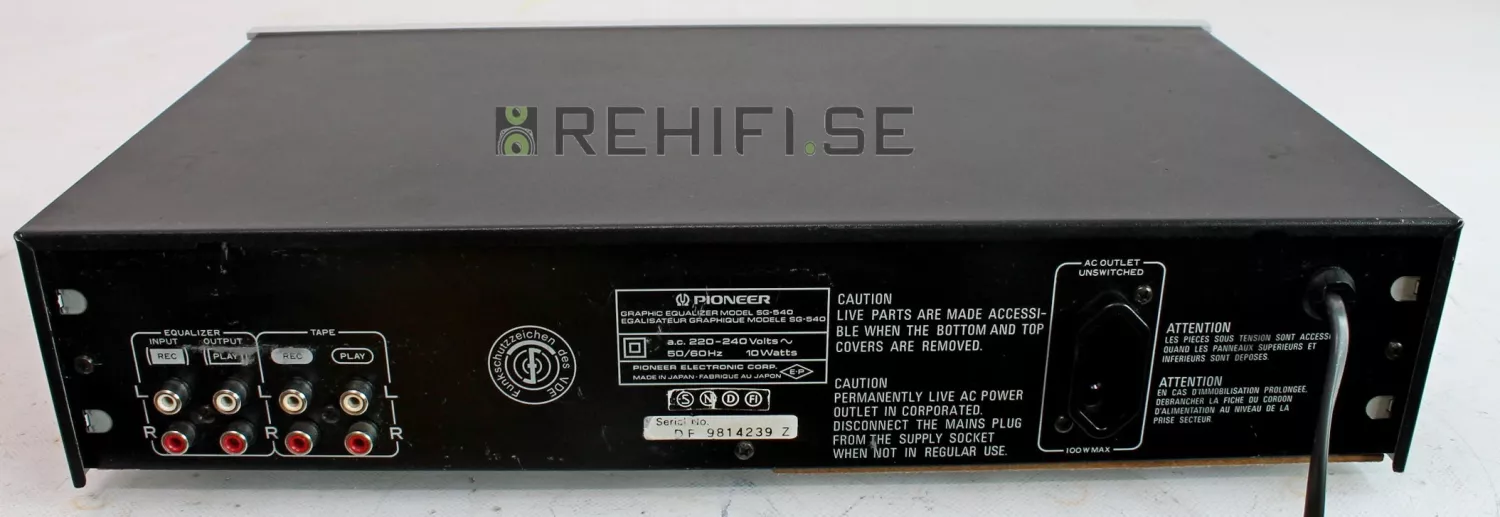 REHIFI.SE
EQUALIZER
INPUT OUTPUT
REC PLAY
TAPE
REC PLAY
L L L
R R R
Funkschutzzeichen des VDE
PIONEER
GRAPHIC EQUALIZER MODEL SG-540
EGALISATEUR GRAPHIQUE MODELE SG-540
a.c. 220-240 Volts ~
50/60Hz 10 Watts
PIONEER ELECTRONIC CORP.
MADE IN JAPAN · FABRIQUE AU JAPON
E-P
S N D FI
Serial No.
DF 9814239 Z
CAUTION
LIVE PARTS ARE MADE ACCESSI-
BLE WHEN THE BOTTOM AND TOP
COVERS ARE REMOVED.
CAUTION
PERMANENTLY LIVE AC POWER
OUTLET IN CORPORATED.
DISCONNECT THE MAINS PLUG
FROM THE SUPPLY SOCKET
WHEN NOT IN REGULAR USE.
AC OUTLET
UNSWITCHED
100W MAX
ATTENTION
LES PIECES SOUS TENSION SONT ACCESSI
QUAND LES PANNEAUX SUPERIEURS ET
INFERIEURS SONT DEPOSES.
ATTENTION
EN CAS D'IMMOBILISATION PROLONGEE,
DEBRANCHER LA FICHE DU CORDON
D'ALIMENTATION AU NIVEAU DE LA
PRISE SECTEUR.